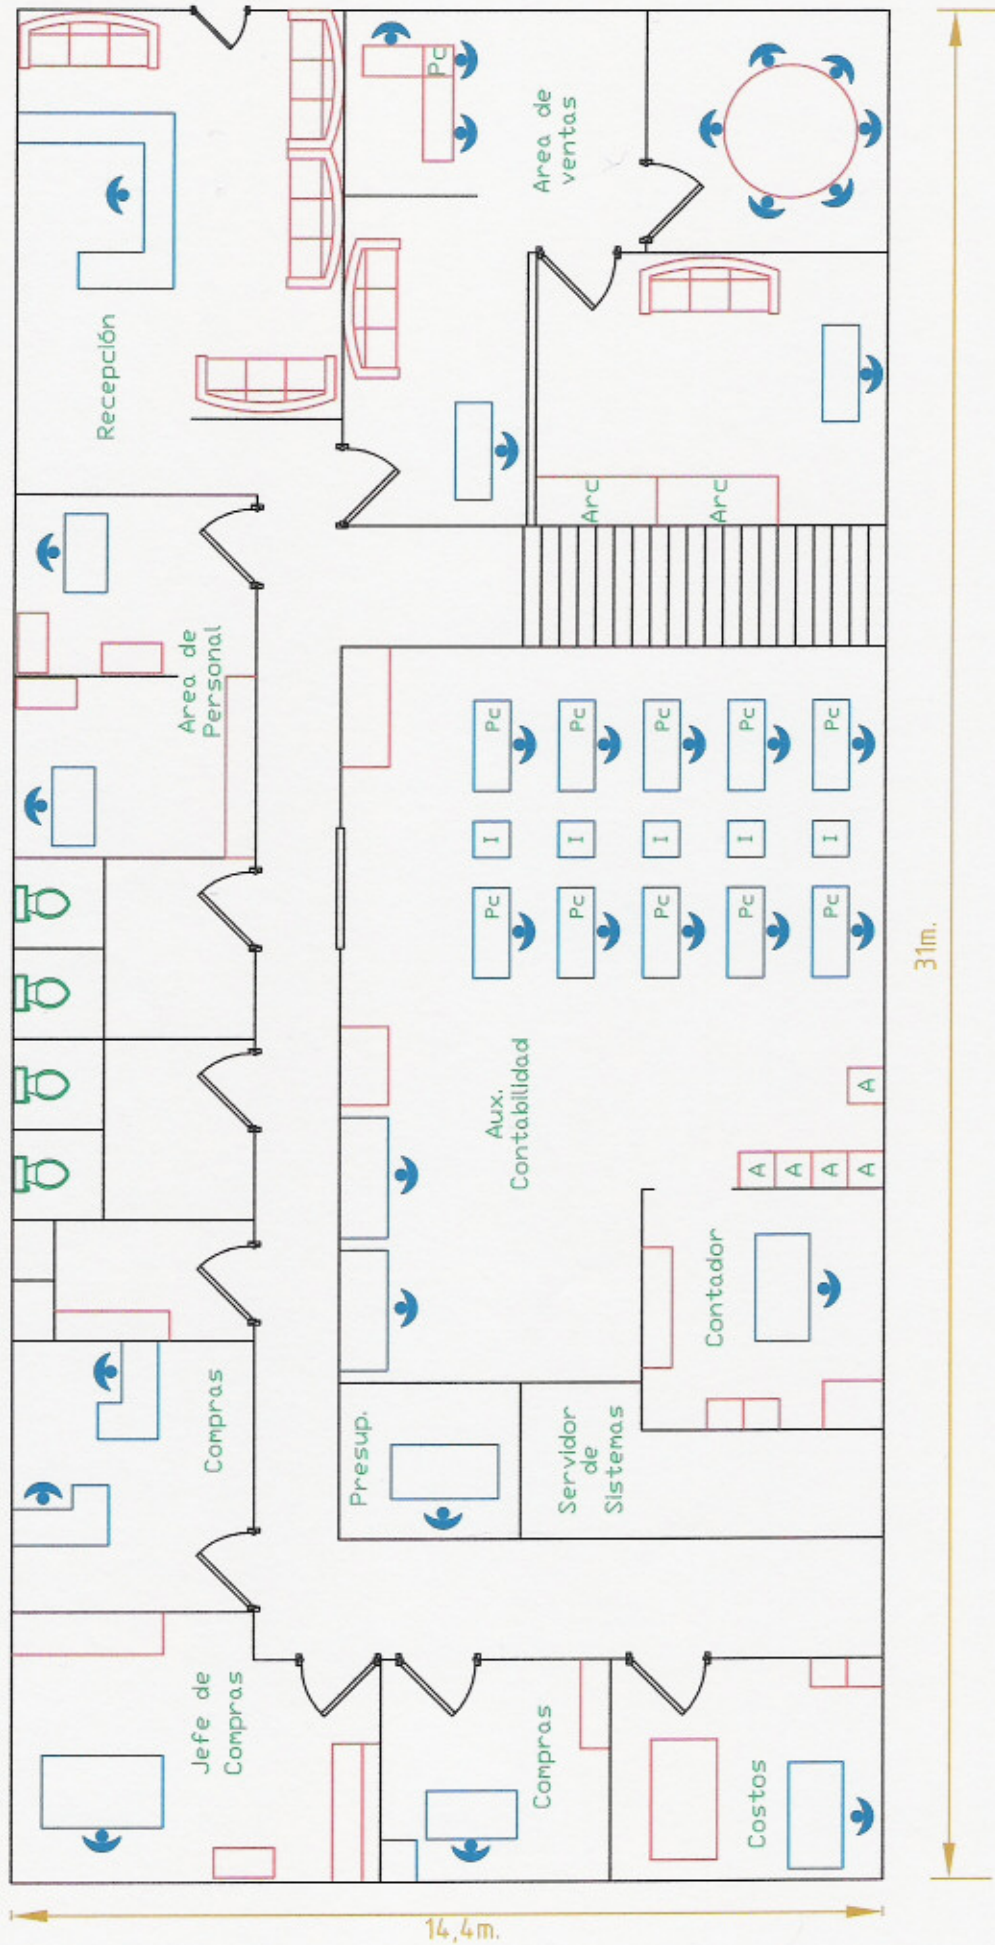 Pc
Area de
ventas
Recepción
Arc
Arc
Area de
Personal
Pc
Pc
Pc
Pc
Pc
I
I
I
I
I
Pc
Pc
Pc
Pc
Pc
31m.
Aux.
Contabilidad
A
A
A
A
A
Contador
Compras
Presup.
Servidor
de
Sistemas
Jefe de
Compras
Compras
Costos
14,4m.